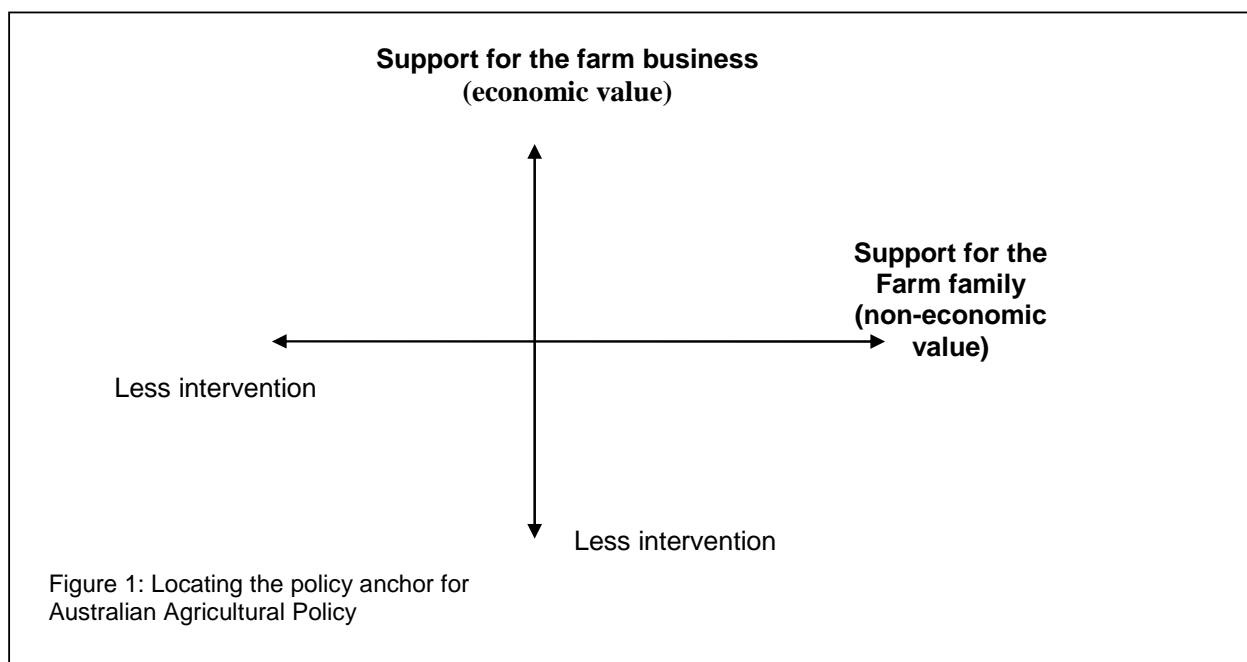 Support for the farm business
(economic value)
Support for the
Farm family
(non-economic
value)
Less intervention
Less intervention
Figure 1: Locating the policy anchor for
Australian Agricultural Policy